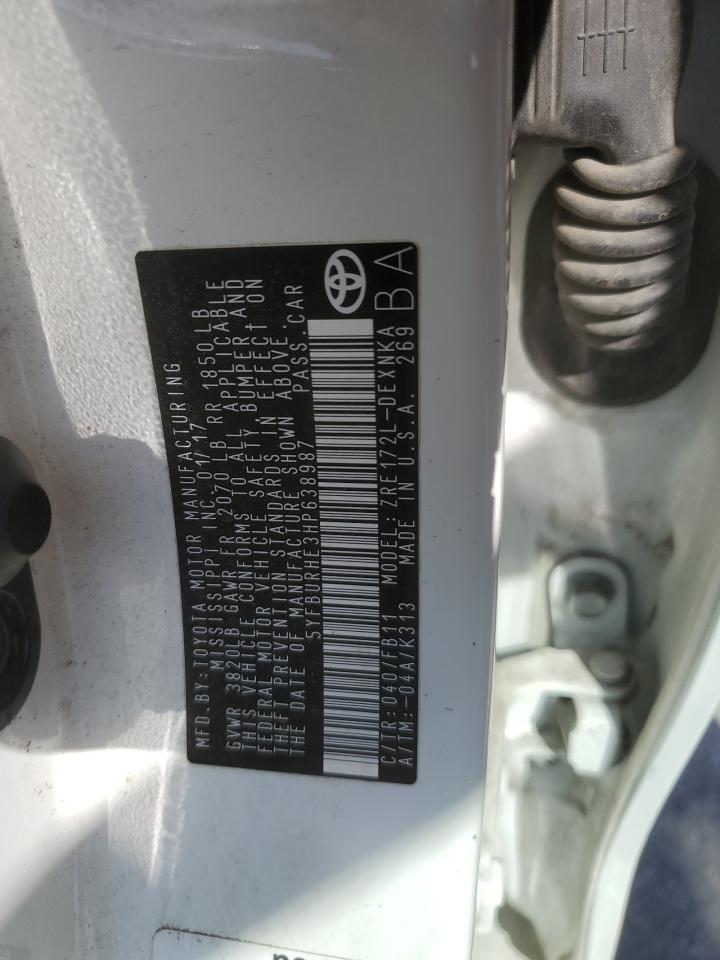 MFD.BY:TOYOTA MOTOR MANUFACTURING
MISSISSIPPI INC. 01/17
GVWR 3820LB GAWR FR 2070 LB RR 1850 LB
THIS VEHICLE CONFORMS TO ALL APPLICABLE
FEDERAL MOTOR VEHICLE SAFETY, BUMPER, AND
THEFT PREVENTION STANDARDS IN EFFECT ON
THE DATE OF MANUFACTURE SHOWN ABOVE.
5YFBURHE3HP638987 PASS.CAR
C/TR:040/FB11 MODEL: ZRE172L-DEXNKA
A/TM:-04A/K313 MADE IN U.S.A. 269
BA